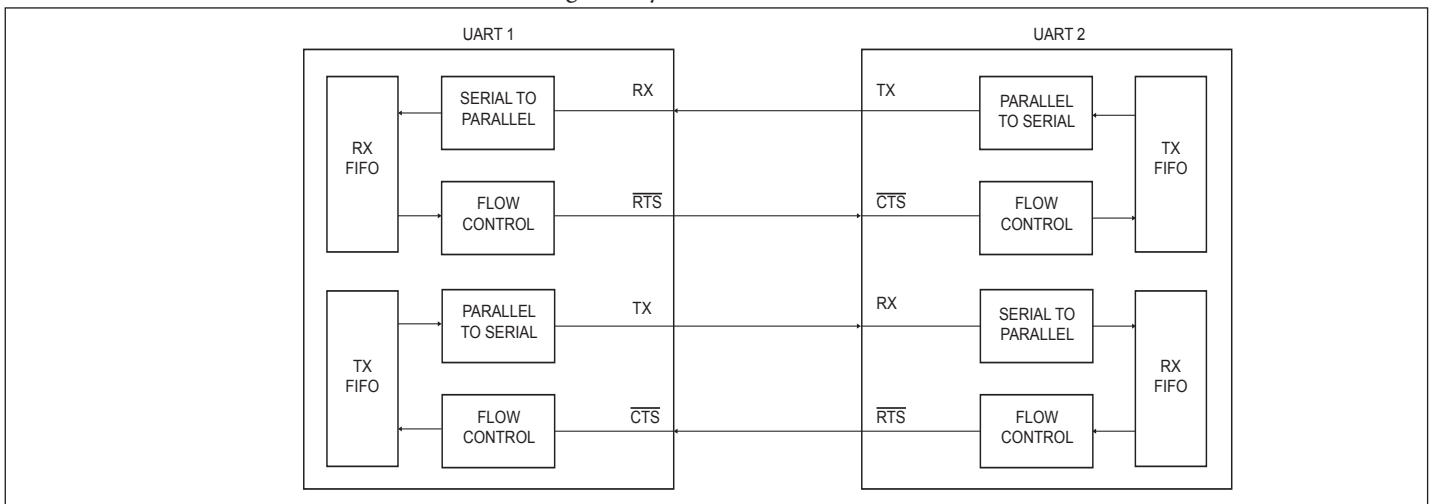 UART 1
UART 2
RX
FIFO
SERIAL TO
PARALLEL
RX
TX
PARALLEL
TO SERIAL
TX
FIFO
FLOW
CONTROL
RTS
CTS
FLOW
CONTROL
TX
FIFO
PARALLEL
TO SERIAL
TX
RX
SERIAL TO
PARALLEL
RX
FIFO
FLOW
CONTROL
CTS
RTS
FLOW
CONTROL